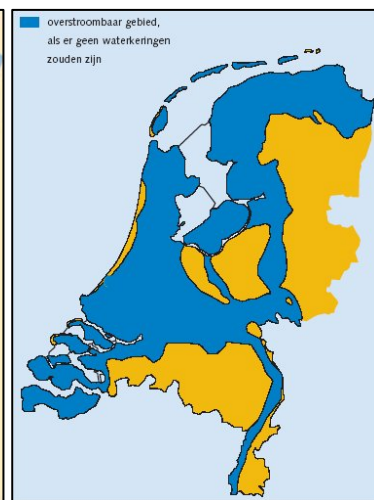 overstroombaar gebied,
als er geen waterkeringen
zouden zijn